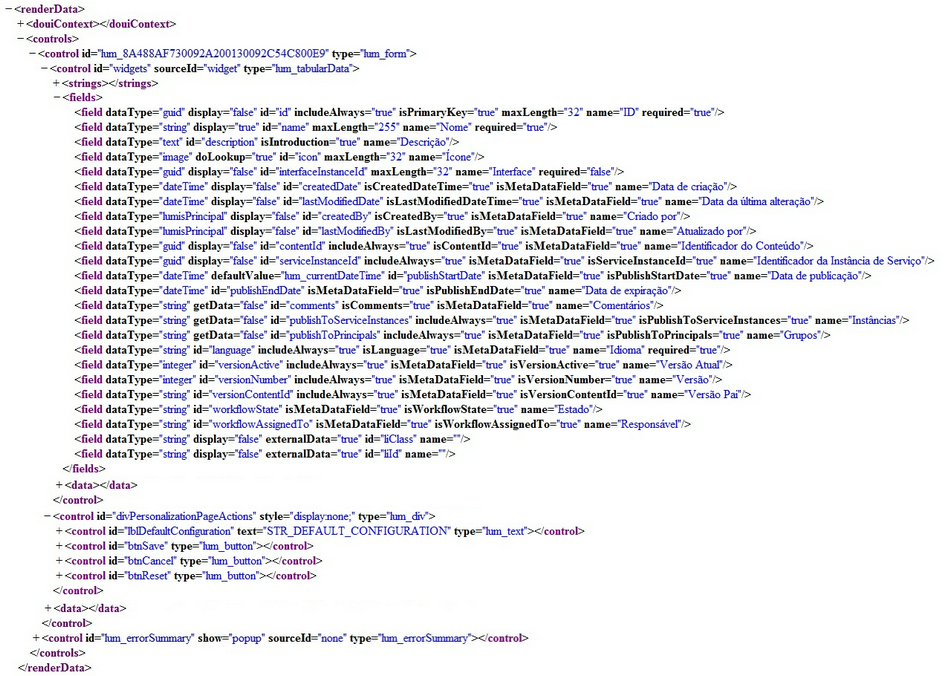 − <renderData>
+ <douiContext></douiContext>
− <controls>
− <control id="lum_8A488AF730092A200130092C54C800E9" type="lum_form">
− <control id="widgets" sourceId="widget" type="lum_tabularData">
+ <strings></strings>
− <fields>
<field dataType="guid" display="false" id="id" includeAlways="true" isPrimaryKey="true" maxLength="32" name="ID" required="true"/>
<field dataType="string" display="true" id="name" maxLength="255" name="Nome" required="true"/>
<field dataType="text" id="description" isIntroduction="true" name="Descrição"/>
<field dataType="image" doLookup="true" id="icon" maxLength="32" name="Ícone"/>
<field dataType="guid" display="false" id="interfaceInstanceId" maxLength="32" name="Interface" required="false"/>
<field dataType="dateTime" display="false" id="createdDate" isCreatedDateTime="true" isMetaDataField="true" name="Data de criação"/>
<field dataType="dateTime" display="false" id="lastModifiedDate" isLastModifiedDateTime="true" isMetaDataField="true" name="Data da última alteração"/>
<field dataType="lumisPrincipal" display="false" id="createdBy" isCreatedBy="true" isMetaDataField="true" name="Criado por"/>
<field dataType="lumisPrincipal" display="false" id="lastModifiedBy" isLastModifiedBy="true" isMetaDataField="true" name="Atualizado por"/>
<field dataType="guid" display="false" id="contentId" includeAlways="true" isContentId="true" isMetaDataField="true" name="Identificador do Conteúdo"/>
<field dataType="guid" display="false" id="serviceInstanceId" includeAlways="true" isMetaDataField="true" isServiceInstanceId="true" name="Identificador da Instância de Serviço"/>
<field dataType="dateTime" defaultValue="lum_currentDateTime" id="publishStartDate" isMetaDataField="true" isPublishStartDate="true" name="Data de publicação"/>
<field dataType="dateTime" id="publishEndDate" isMetaDataField="true" isPublishEndDate="true" name="Data de expiração"/>
<field dataType="string" getData="false" id="comments" isComments="true" isMetaDataField="true" name="Comentários"/>
<field dataType="string" getData="false" id="publishToServiceInstances" includeAlways="true" isMetaDataField="true" isPublishToServiceInstances="true" name="Instâncias"/>
<field dataType="string" getData="false" id="publishToPrincipals" includeAlways="true" isMetaDataField="true" isPublishToPrincipals="true" name="Grupos"/>
<field dataType="string" id="language" includeAlways="true" isLanguage="true" isMetaDataField="true" name="Idioma" required="true"/>
<field dataType="integer" id="versionActive" includeAlways="true" isMetaDataField="true" isVersionActive="true" name="Versão Atual"/>
<field dataType="integer" id="versionNumber" includeAlways="true" isMetaDataField="true" isVersionNumber="true" name="Versão"/>
<field dataType="string" id="versionContentId" includeAlways="true" isMetaDataField="true" isVersionContentId="true" name="Versão Pai"/>
<field dataType="string" id="workflowState" isMetaDataField="true" isWorkflowState="true" name="Estado"/>
<field dataType="string" id="workflowAssignedTo" isMetaDataField="true" isWorkflowAssignedTo="true" name="Responsável"/>
<field dataType="string" display="false" externalData="true" id="liClass" name=""/>
<field dataType="string" display="false" externalData="true" id="liId" name=""/>
</fields>
+ <data></data>
</control>
− <control id="divPersonalizationPageActions" style="display:none;" type="lum_div">
+ <control id="lblDefaultConfiguration" text="STR_DEFAULT_CONFIGURATION" type="lum_text"></control>
+ <control id="btnSave" type="lum_button"></control>
+ <control id="btnCancel" type="lum_button"></control>
+ <control id="btnReset" type="lum_button"></control>
</control>
+ <data></data>
</control>
+ <control id="lum_errorSummary" show="popup" sourceId="none" type="lum_errorSummary"></control>
</controls>
</renderData>